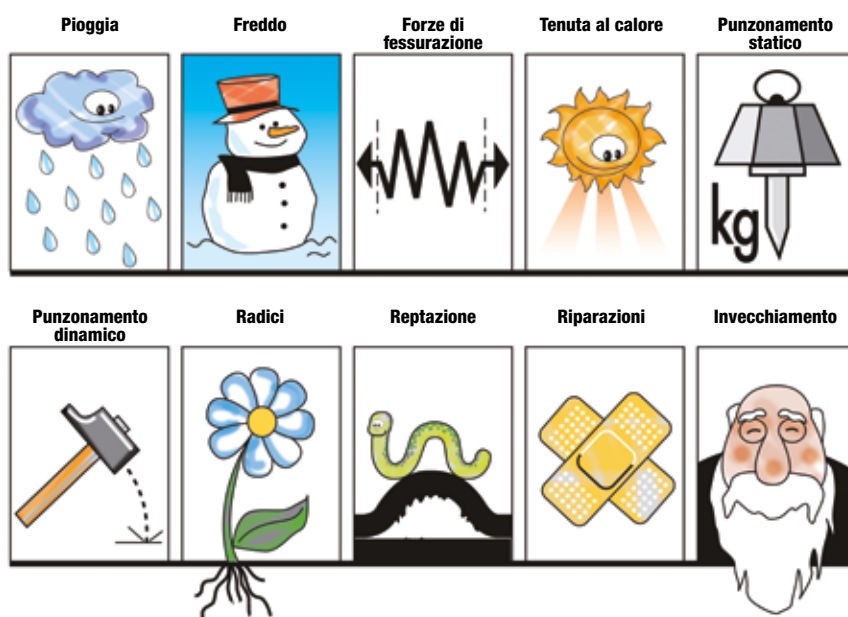 Pioggia
Freddo
Forze di
fessurazione
Tenuta al calore
Punzonamento
statico
kg
Punzonamento
dinamico
Radici
Reptazione
Riparazioni
Invecchiamento